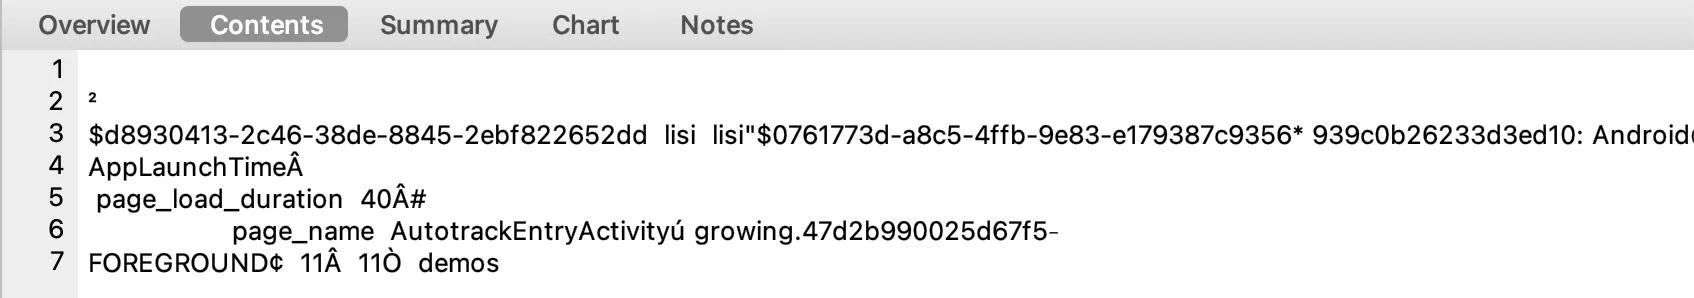 Overview Contents Summary Chart Notes
1
2 ²
3 $d8930413-2c46-38de-8845-2ebf822652dd lisi lisi"$0761773d-a8c5-4ffb-9e83-e179387c9356* 939c0b26233d3ed10: Android
4 AppLaunchTimeÂ
5 page_load_duration 40Â#
6 page_name AutotrackEntryActivityú growing.47d2b990025d67f5-
7 FOREGROUND¢ 11Â 11Ò demos